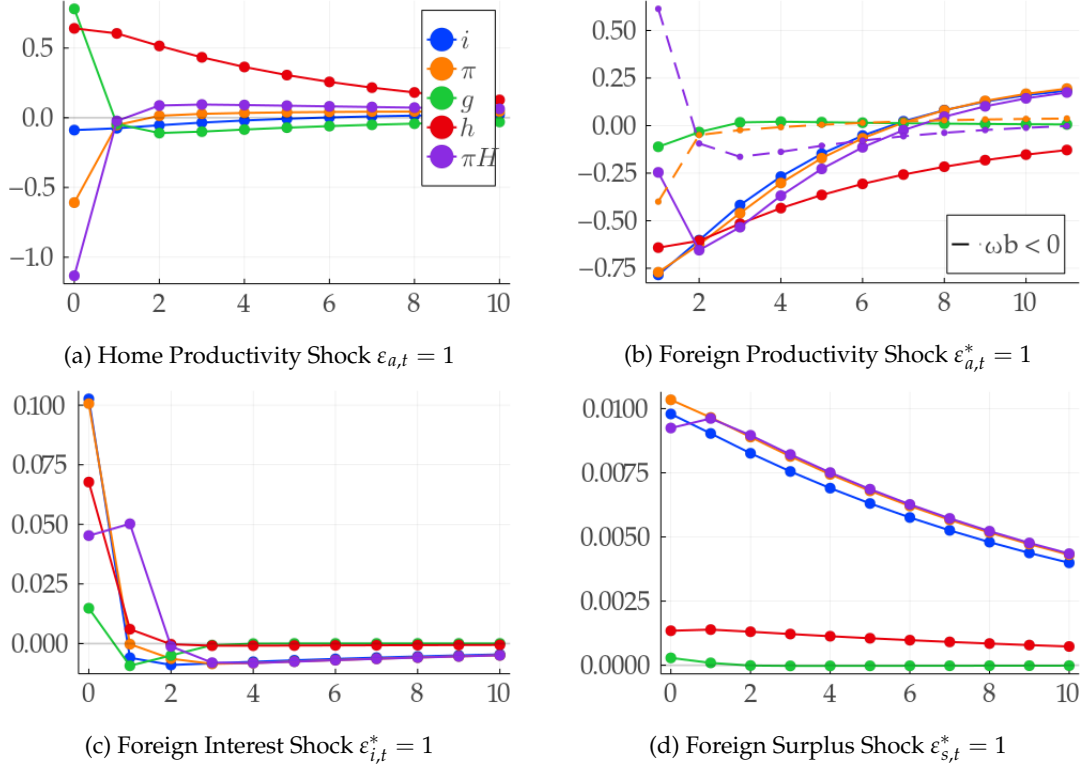 0.5
0.0
−0.5
−1.0
0 2 4 6 8 10
i
π
g
h
πH
(a) Home Productivity Shock εa,t = 1
0.50
0.25
0.00
−0.25
−0.50
−0.75
2 4 6 8 10
ωb < 0
(b) Foreign Productivity Shock ε*a,t = 1
0.100
0.075
0.050
0.025
0.000
0 2 4 6 8 10
(c) Foreign Interest Shock ε*i,t = 1
0.0100
0.0075
0.0050
0.0025
0.0000
0 2 4 6 8 10
(d) Foreign Surplus Shock ε*s,t = 1